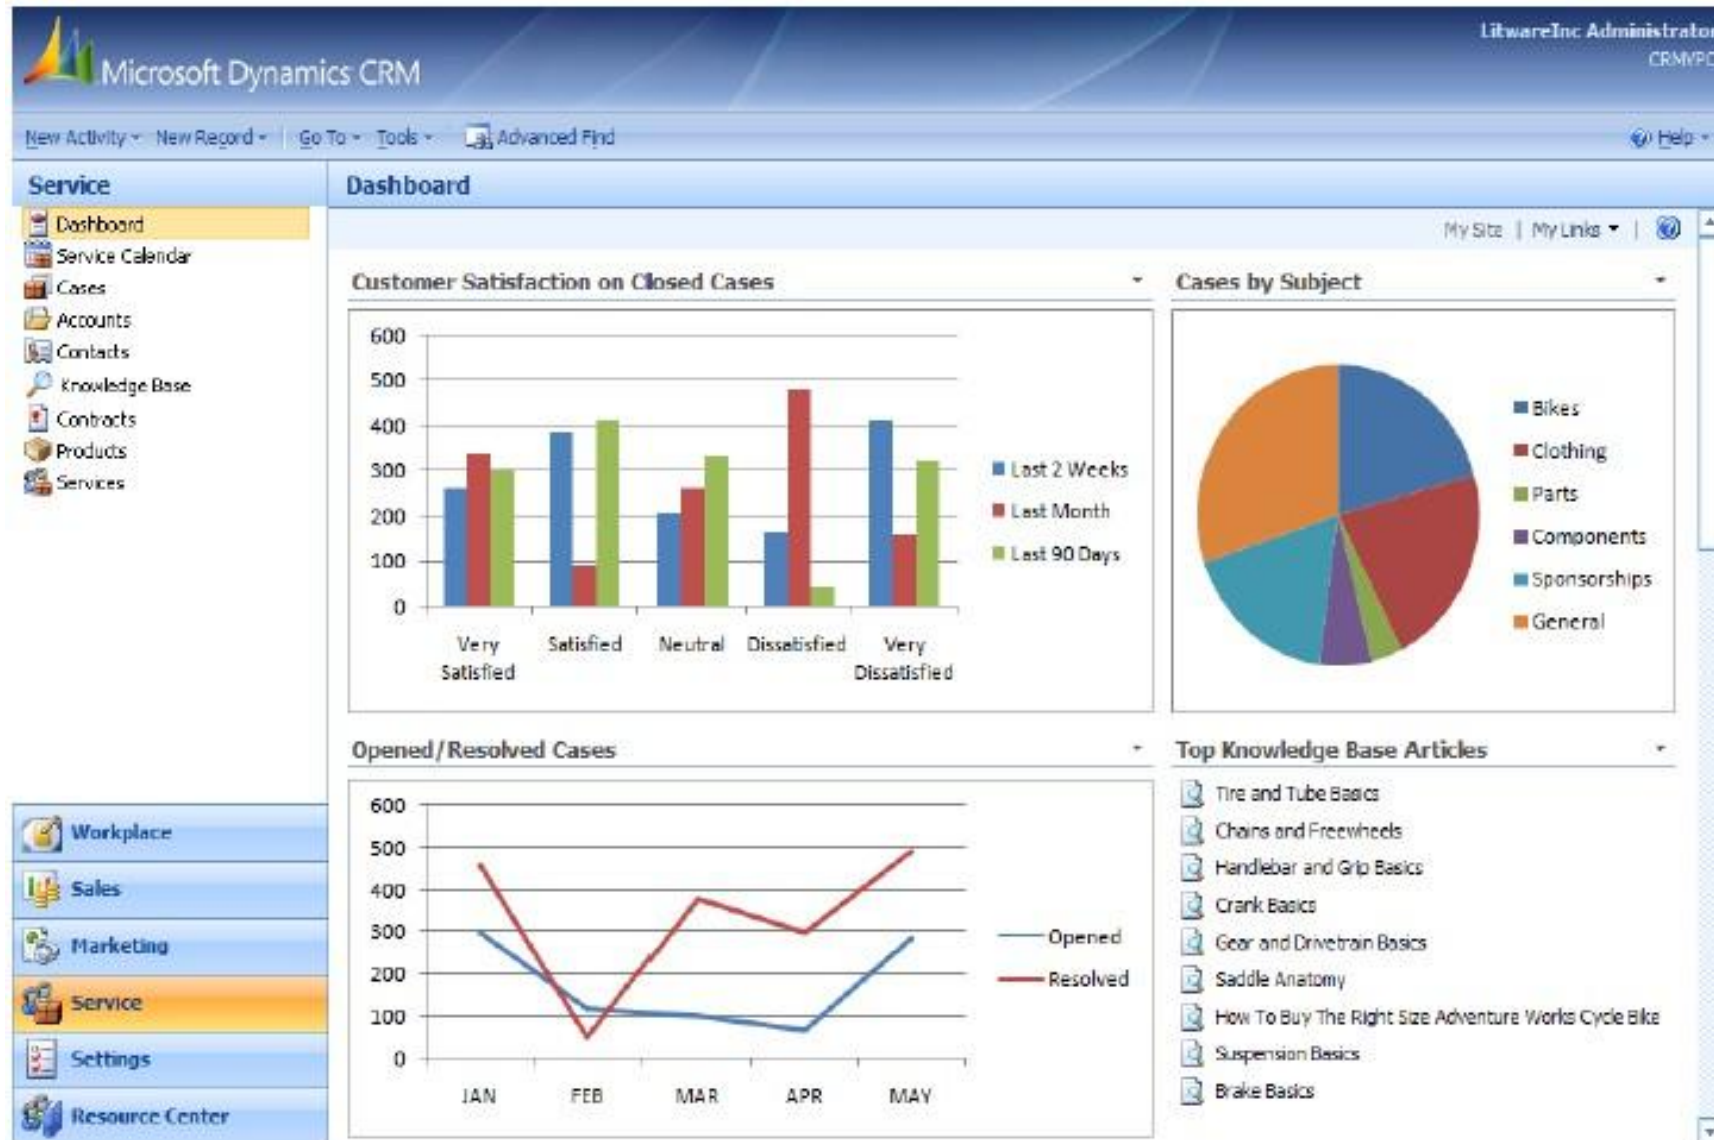 Microsoft Dynamics CRM
LitwareInc Administrator
New Activity New Record Go To Tools Advanced Find
Help
Service
Dashboard
Service Calendar
Cases
Accounts
Contacts
Knowledge Base
Contracts
Products
Services
Workplace
Sales
Marketing
Service
Settings
Resource Center
Dashboard
My Site | My Links |
Customer Satisfaction on Closed Cases
600
500
400
300
200
100
0
Very Satisfied
Satisfied
Neutral
Dissatisfied
Very Dissatisfied
Last 2 Weeks
Last Month
Last 90 Days
Cases by Subject
Bikes
Clothing
Parts
Components
Sponsorships
General
Opened/Resolved Cases
600
500
400
300
200
100
0
JAN FEB MAR APR MAY
Opened
Resolved
Top Knowledge Base Articles
Tire and Tube Basics
Chains and Freewheels
Handlebar and Grip Basics
Crank Basics
Gear and Drivetrain Basics
Saddle Anatomy
How To Buy The Right Size Adventure Works Cycle Bike
Suspension Basics
Brake Basics